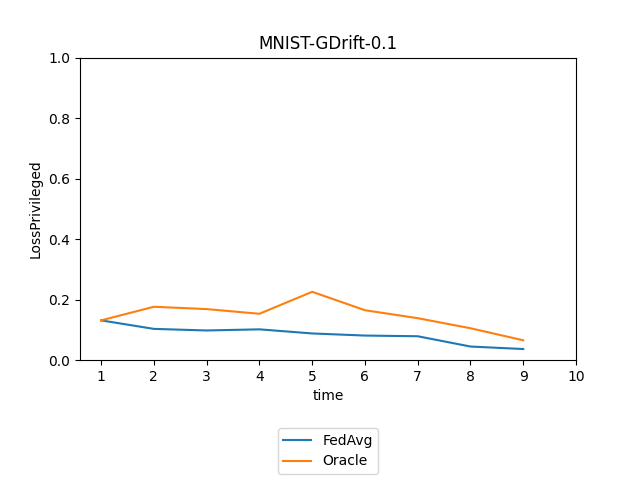 MNIST-GDrift-0.1
1.0
0.8
0.6
0.4
0.2
0.0
LossPrivileged
1 2 3 4 5 6 7 8 9 10
time
FedAvg
Oracle